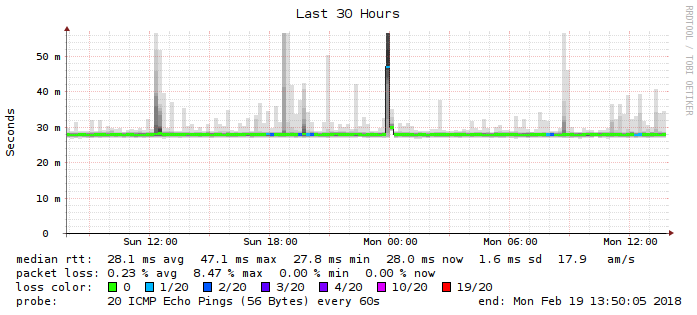 Last 30 Hours
RRDTOOL / TOBI OETIKER
Seconds
50 m
40 m
30 m
20 m
10 m
0
Sun 12:00 Sun 18:00 Mon 00:00 Mon 06:00 Mon 12:00
median rtt: 28.1 ms avg 47.1 ms max 27.8 ms min 28.0 ms now 1.6 ms sd 17.9 am/s
packet loss: 0.23 % avg 8.47 % max 0.00 % min 0.00 % now
loss color: 0 1/20 2/20 3/20 4/20 10/20 19/20
probe: 20 ICMP Echo Pings (56 Bytes) every 60s end: Mon Feb 19 13:50:05 2018